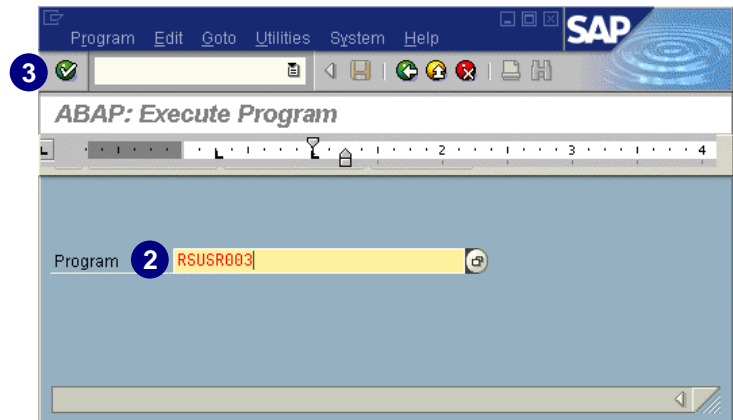 Program Edit Goto Utilities System Help
SAP
3
ABAP: Execute Program
2 3 4
Program 2 RSUSR003